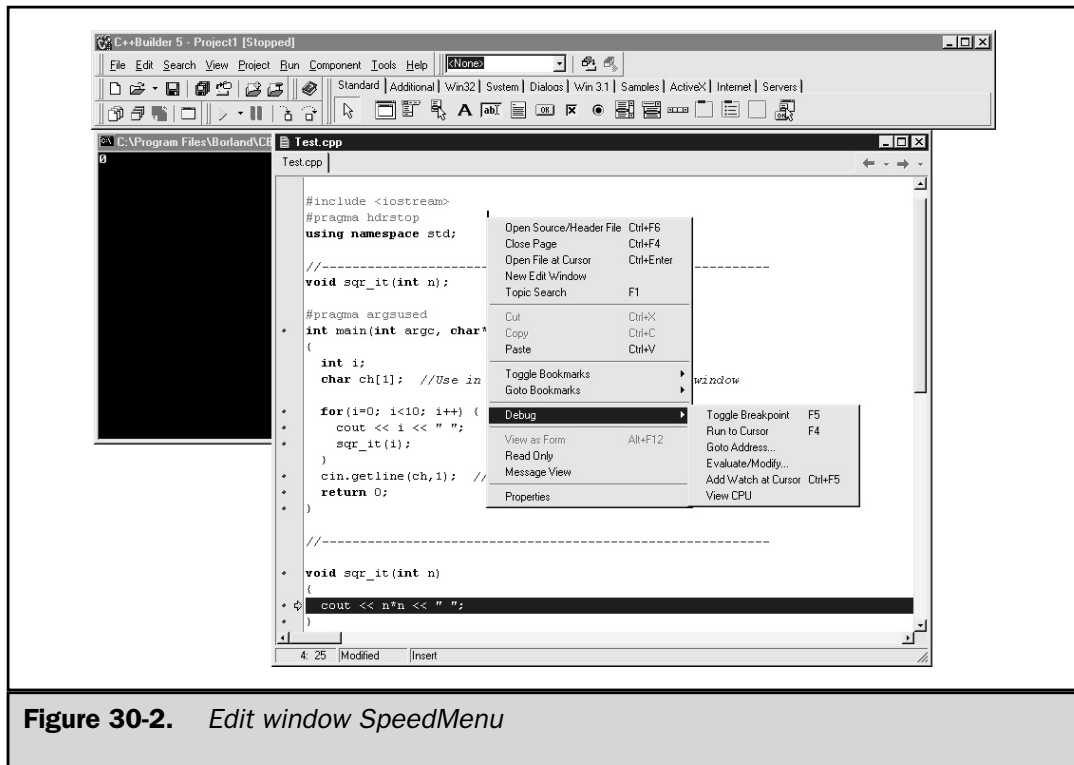 C++Builder 5 - Project1 [Stopped]
File Edit Search View Project Run Component Tools Help <None>
Standard Additional Win32 System Dialogs Win 3.1 Samples ActiveX Internet Servers
C:\Program Files\Borland\CB
0
Test.cpp
Test.cpp
#include <iostream>
#pragma hdrstop
using namespace std;
//----------------------
void sqr_it(int n);
#pragma argsused
int main(int argc, char*
{
int i;
char ch[1]; //Use in window
for(i=0; i<10; i++) {
cout << i << " ";
sqr_it(i);
}
cin.getline(ch,1); //
return 0;
}
//----------------------------------------------------------
void sqr_it(int n)
{
cout << n*n << " ";
}
4: 25 Modified Insert
Open Source/Header File Ctrl+F6
Close Page Ctrl+F4
Open File at Cursor Ctrl+Enter
New Edit Window
Topic Search F1
Cut Ctrl+X
Copy Ctrl+C
Paste Ctrl+V
Toggle Bookmarks
Goto Bookmarks
Debug
View as Form Alt+F12
Read Only
Message View
Properties
Toggle Breakpoint F5
Run to Cursor F4
Goto Address...
Evaluate/Modify...
Add Watch at Cursor Ctrl+F5
View CPU
Figure 30-2. Edit window SpeedMenu